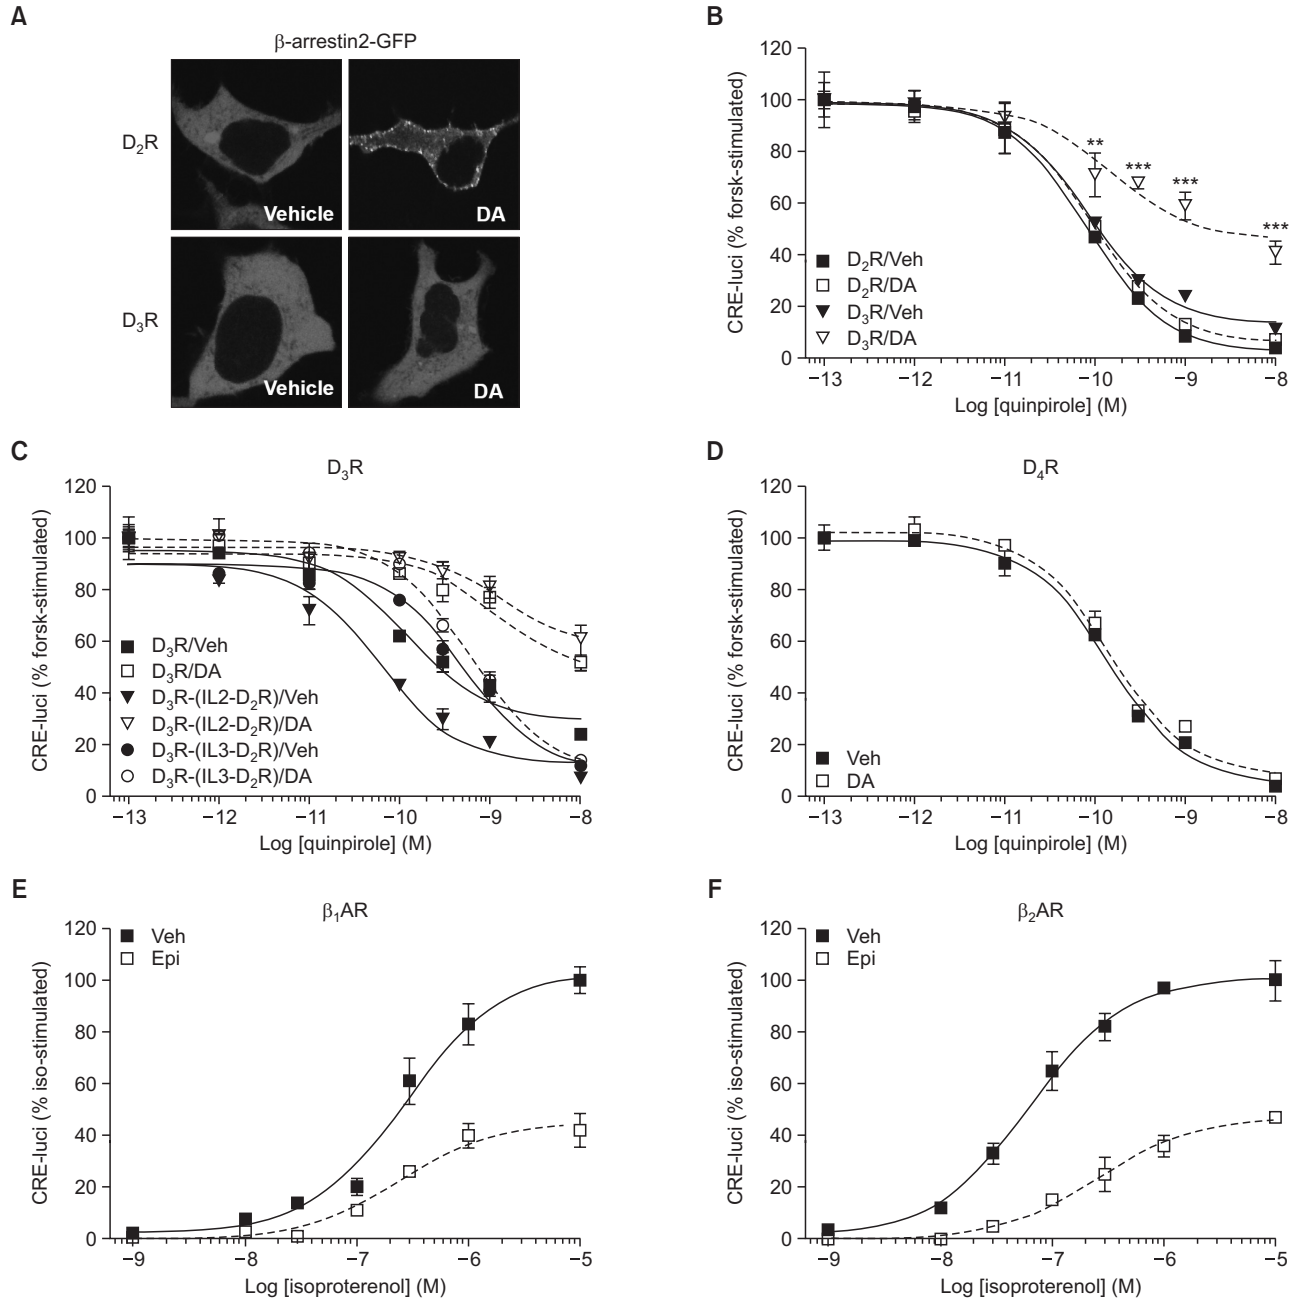 A
β-arrestin2-GFP
D₂R
Vehicle
DA
D₃R
Vehicle
DA
B
CRE-luci (% forsk-stimulated)
120
100
80
60
40
20
0
**
***
***
***
D₂R/Veh
D₂R/DA
D₃R/Veh
D₃R/DA
−13 −12 −11 −10 −9 −8
Log [quinpirole] (M)
C
D₃R
CRE-luci (% forsk-stimulated)
120
100
80
60
40
20
0
D₃R/Veh
D₃R/DA
D₃R-(IL2-D₂R)/Veh
D₃R-(IL2-D₂R)/DA
D₃R-(IL3-D₂R)/Veh
D₃R-(IL3-D₂R)/DA
−13 −12 −11 −10 −9 −8
Log [quinpirole] (M)
D
D₄R
CRE-luci (% forsk-stimulated)
120
100
80
60
40
20
0
Veh
DA
−13 −12 −11 −10 −9 −8
Log [quinpirole] (M)
E
β₁AR
CRE-luci (% iso-stimulated)
120
100
80
60
40
20
0
Veh
Epi
−9 −8 −7 −6 −5
Log [isoproterenol] (M)
F
β₂AR
CRE-luci (% iso-stimulated)
120
100
80
60
40
20
0
Veh
Epi
−9 −8 −7 −6 −5
Log [isoproterenol] (M)